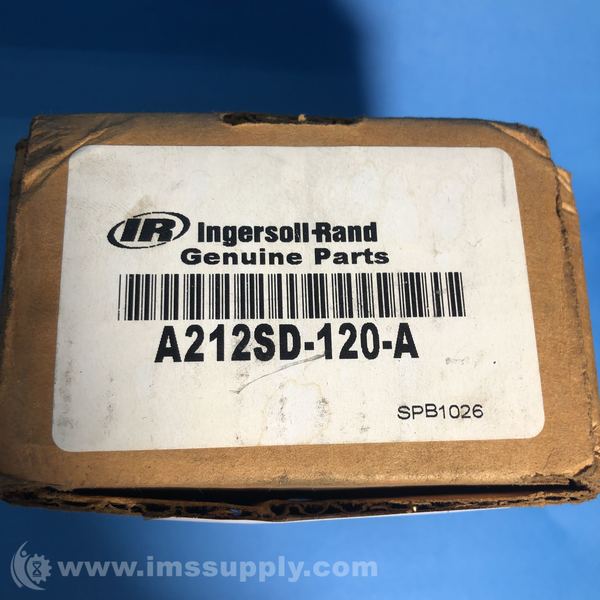 IR Ingersoll-Rand
Genuine Parts
A212SD-120-A
SPB1026
www.imssupply.com